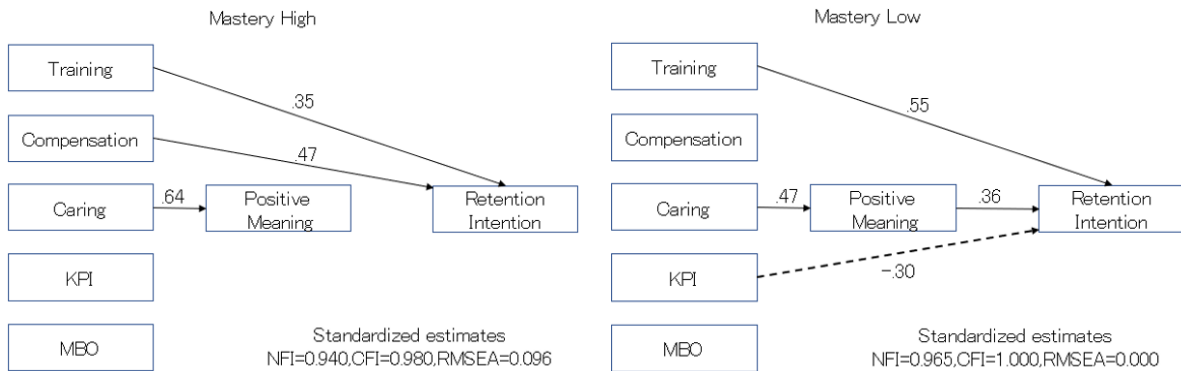 Mastery High
Training
.35
Compensation
.47
Caring
.64
Positive
Meaning
Retention
Intention
KPI
MBO
Standardized estimates
NFI=0.940,CFI=0.980,RMSEA=0.096
Mastery Low
Training
.55
Compensation
Caring
.47
Positive
Meaning
.36
Retention
Intention
KPI
-.30
MBO
Standardized estimates
NFI=0.965,CFI=1.000,RMSEA=0.000